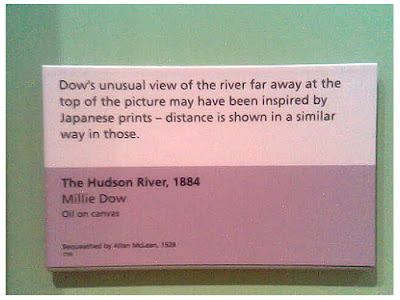 Dow's unusual view of the river far away at the
top of the picture may have been inspired by
Japanese prints – distance is shown in a similar
way in those.
The Hudson River, 1884
Millie Dow
Oil on canvas
Bequeathed by Allan McLean, 1928